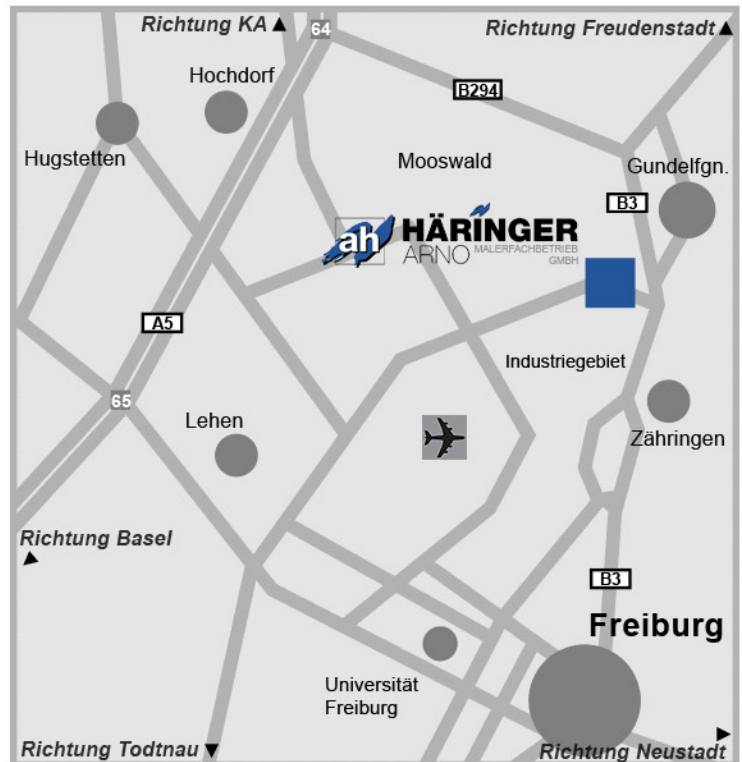 Richtung KA
64
Richtung Freudenstadt
Hochdorf
B294
Hugstetten
Mooswald
Gundelfgn.
B3
ah HÄRINGER
ARNO MALERFACHBETRIEB
GMBH
A5
Industriegebiet
65
Lehen
Zähringen
Richtung Basel
B3
Freiburg
Universität
Freiburg
Richtung Todtnau
Richtung Neustadt